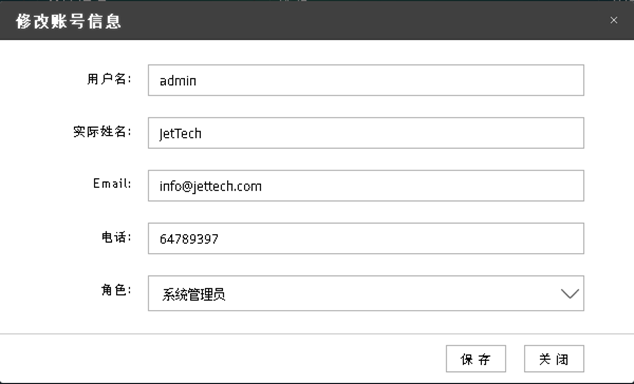 修改账号信息
用户名: admin
实际姓名: JetTech
Email: info@jettech.com
电话: 64789397
角色: 系统管理员
保存 关闭